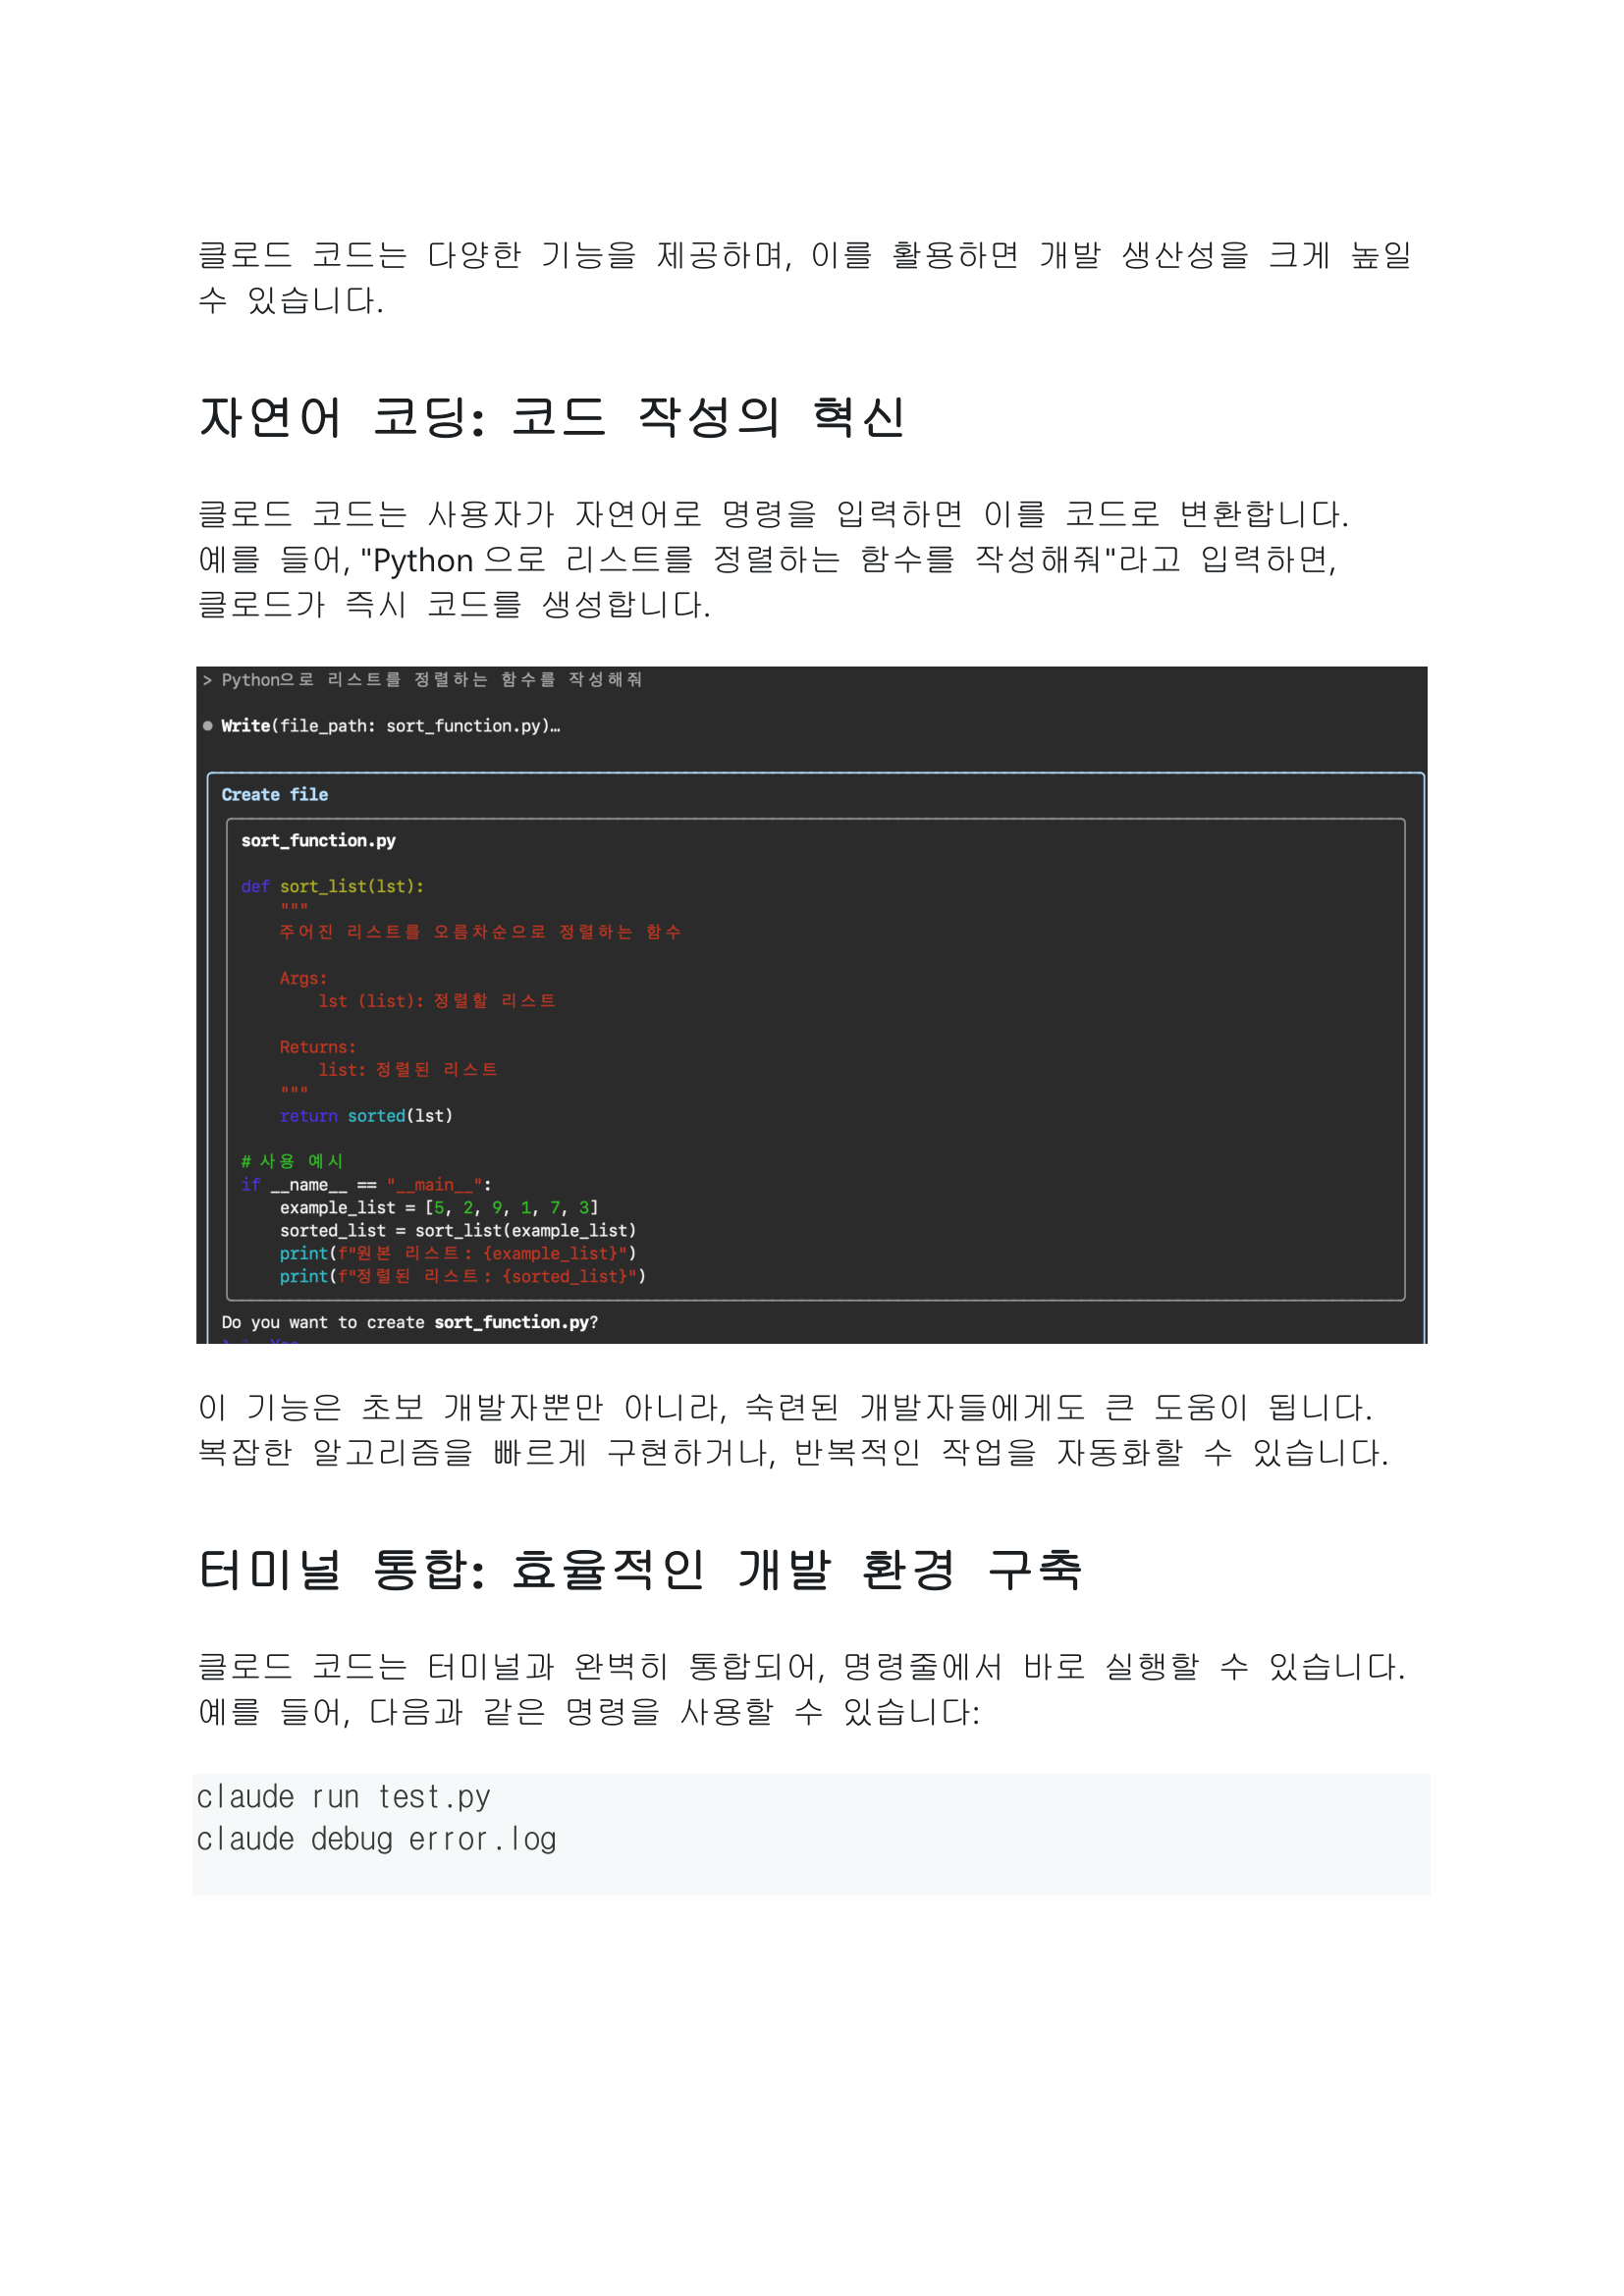 클로드 코드는 다양한 기능을 제공하며, 이를 활용하면 개발 생산성을 크게 높일
수 있습니다.
자연어 코딩: 코드 작성의 혁신
클로드 코드는 사용자가 자연어로 명령을 입력하면 이를 코드로 변환합니다.
예를 들어, "Python 으로 리스트를 정렬하는 함수를 작성해줘"라고 입력하면,
클로드가 즉시 코드를 생성합니다.
> Python으로 리스트를 정렬하는 함수를 작성해줘
● Write(file_path: sort_function.py)…
Create file
sort_function.py
def sort_list(lst):
    """
    주어진 리스트를 오름차순으로 정렬하는 함수
    Args:
        lst (list): 정렬할 리스트
    Returns:
        list: 정렬된 리스트
    """
    return sorted(lst)
# 사용 예시
if __name__ == "__main__":
    example_list = [5, 2, 9, 1, 7, 3]
    sorted_list = sort_list(example_list)
    print(f"원본 리스트: {example_list}")
    print(f"정렬된 리스트: {sorted_list}")
Do you want to create sort_function.py?
이 기능은 초보 개발자뿐만 아니라, 숙련된 개발자들에게도 큰 도움이 됩니다.
복잡한 알고리즘을 빠르게 구현하거나, 반복적인 작업을 자동화할 수 있습니다.
터미널 통합: 효율적인 개발 환경 구축
클로드 코드는 터미널과 완벽히 통합되어, 명령줄에서 바로 실행할 수 있습니다.
예를 들어, 다음과 같은 명령을 사용할 수 있습니다:
claude run test.py
claude debug error.log